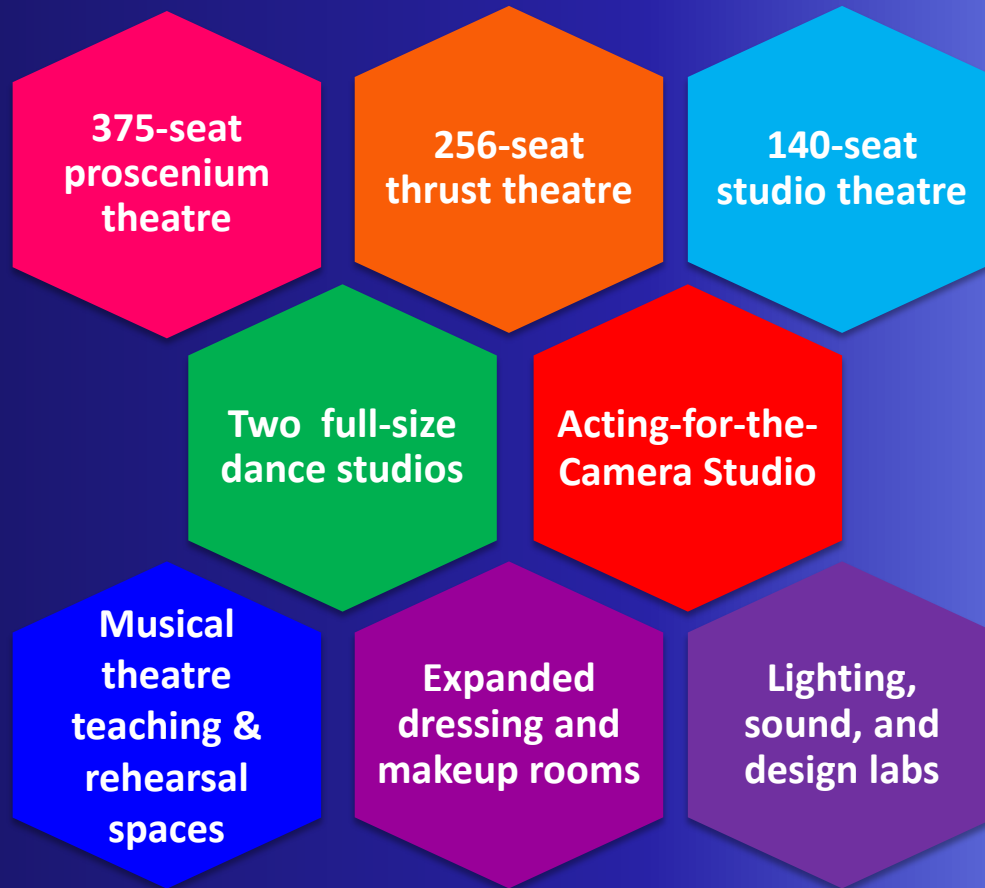 375-seat
proscenium
theatre
256-seat
thrust theatre
140-seat
studio theatre
Two  full-size
dance studios
Acting-for-the-
Camera Studio
Musical
theatre
teaching &
rehearsal
spaces
Expanded
dressing and
makeup rooms
Lighting,
sound, and
design labs